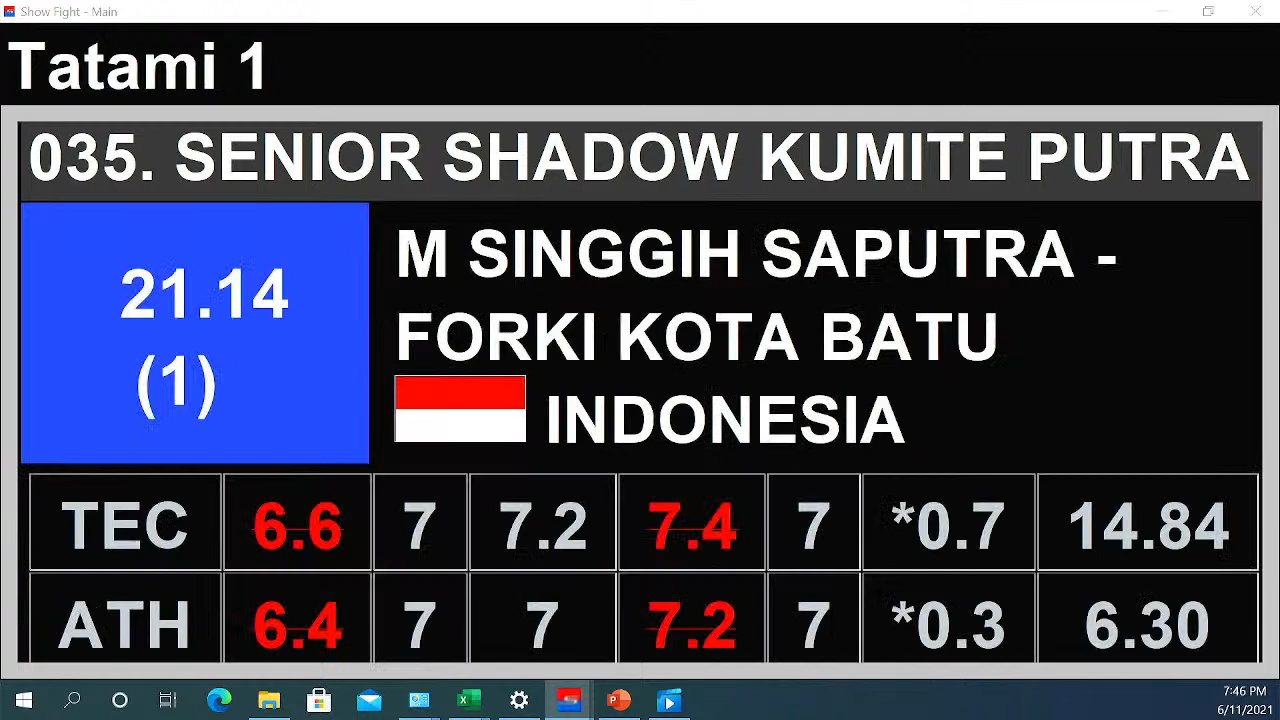 Show Fight - Main
Tatami 1
035. SENIOR SHADOW KUMITE PUTRA
21.14
(1)
M SINGGIH SAPUTRA -
FORKI KOTA BATU
INDONESIA
TEC 6.6 7 7.2 7.4 7 *0.7 14.84
ATH 6.4 7 7 7.2 7 *0.3 6.30
7:46 PM
6/11/2021